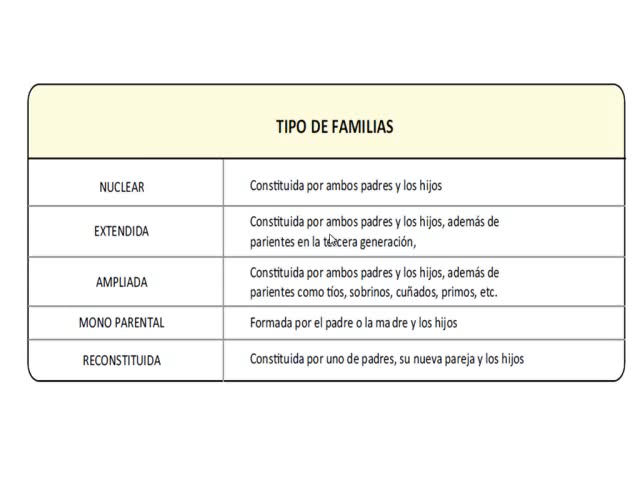 TIPO DE FAMILIAS
NUCLEAR
Constituida por ambos padres y los hijos
EXTENDIDA
Constituida por ambos padres y los hijos, además de
parientes en la tercera generación,
AMPLIADA
Constituida por ambos padres y los hijos, además de
parientes como tíos, sobrinos, cuñados, primos, etc.
MONO PARENTAL
Formada por el padre o la ma dre y los hijos
RECONSTITUIDA
Constituida por uno de padres, su nueva pareja y los hijos